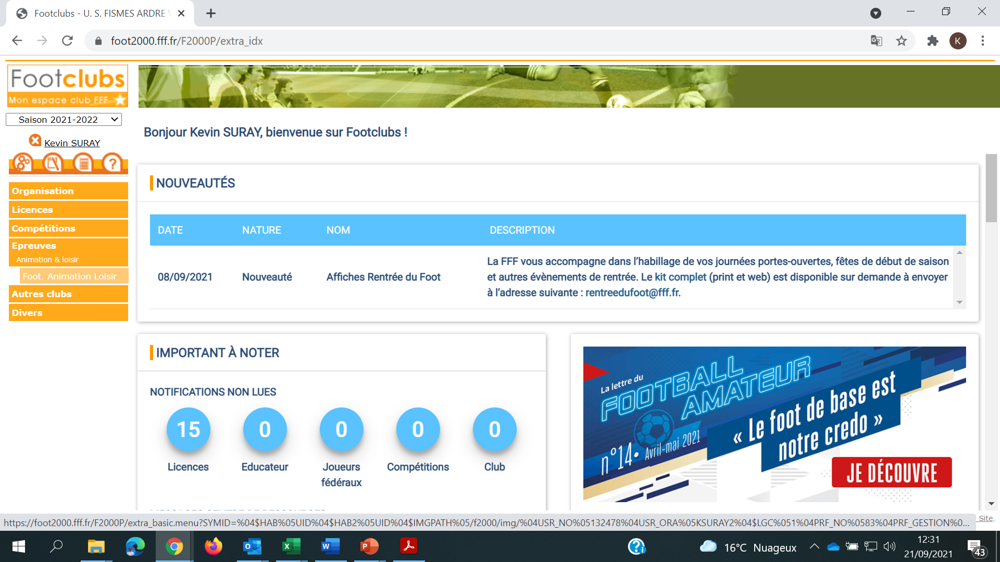 Footclubs - U. S. FISMES ARDRE
foot2000.fff.fr/F2000P/extra_idx
K
Footclubs
Mon espace club FFF
Saison 2021-2022
Kevin SURAY
Organisation
Licences
Compétitions
Epreuves
Animation & loisir
Foot. Animation Loisir
Autres clubs
Divers
Bonjour Kevin SURAY, bienvenue sur Footclubs !
NOUVEAUTÉS
DATE NATURE NOM DESCRIPTION
08/09/2021 Nouveauté Affiches Rentrée du Foot
La FFF vous accompagne dans l’habillage de vos journées portes-ouvertes, fêtes de début de saison
et autres évènements de rentrée. Le kit complet (print et web) est disponible sur demande à envoyer
à l’adresse suivante : rentreedufoot@fff.fr.
IMPORTANT À NOTER
NOTIFICATIONS NON LUES
15 0 0 0 0
Licences Educateur Joueurs fédéraux Compétitions Club
La lettre du
FOOTBALL
AMATEUR
n°14• Avril-mai 2021
« Le foot de base est
notre credo »
JE DÉCOUVRE
https://foot2000.fff.fr/F2000P/extra_basic.menu?SYMID=%04$HAB%05UID%04$HAB2%05UID%04$IMGPATH%05/f2000/img/%04USR_NO%05132478%04USR_ORA%05KSURAY2%04$LGC%051%04PRF_NO%0583%04PRF_GESTION%0...
Site,
16°C Nuageux
12:31
21/09/2021
43